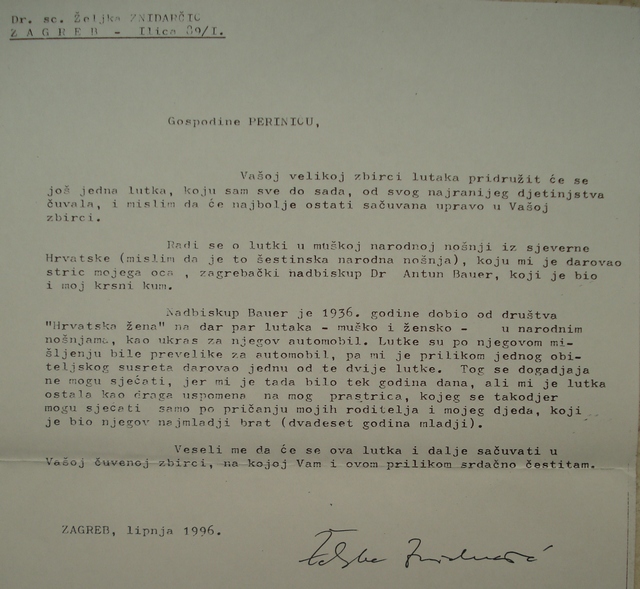 Dr. sc. Željka ZNIDARČIĆ
Z A G R E B - Ilica 39/I.
Gospodine PERINIĆU,
Vašoj velikoj zbirci lutaka pridružit će se
još jedna lutka, koju sam sve do sada, od svog najranijeg djetinjstva
čuvala, i mislim da će najbolje ostati sačuvana upravo u Vašoj
zbirci.
Radi se o lutki u muškoj narodnoj nošnji iz sjeverne
Hrvatske (mislim da je to šestinska narodna nošnja), koju mi je darovao
stric mojega oca , zagrebački nadbiskup Dr Antun Bauer, koji je bio
i moj krsni kum.
Nadbiskup Bauer je 1936. godine dobio od društva
"Hrvatska žena" na dar par lutaka - muško i žensko - u narodnim
nošnjama, kao ukras za njegov automobil. Lutke su po njegovom mi-
šljenju bile prevelike za automobil, pa mi je prilikom jednog obi-
teljskog susreta darovao jednu od te dvije lutke. Tog se dogadjaja
ne mogu sjećati, jer mi je tada bilo tek godina dana, ali mi je lutka
ostala kao draga uspomena na mog prastrica, kojeg se takodjer
mogu sjećati samo po pričanju mojih roditelja i mojeg djeda, koji
je bio njegov najmladji brat (dvadeset godina mladji).
Veseli me da će se ova lutka i dalje sačuvati u
Vašoj čuvenoj zbirci, na kojoj Vam i ovom prilikom srdačno čestitam.
ZAGREB, lipnja 1996.